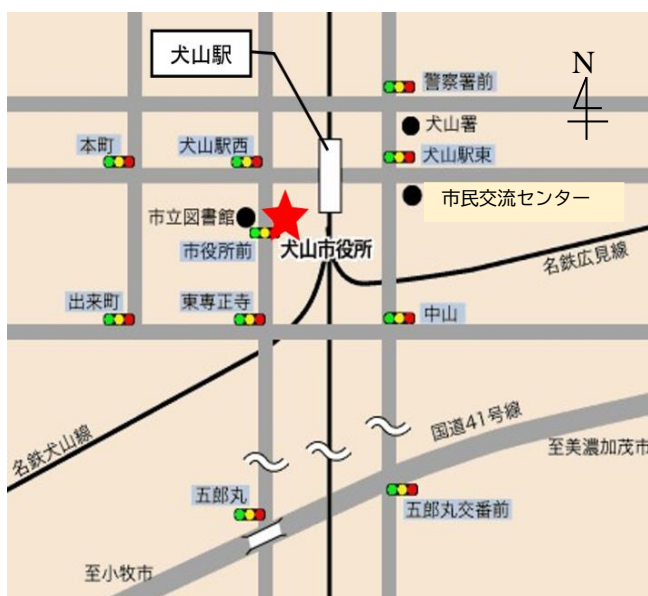 犬山駅
N
警察署前
犬山署
本町
犬山駅西
犬山駅東
市民交流センター
市立図書館
市役所前
犬山市役所
名鉄広見線
出来町
東専正寺
中山
国道41号線
名鉄犬山線
至美濃加茂市
五郎丸
五郎丸交番前
至小牧市